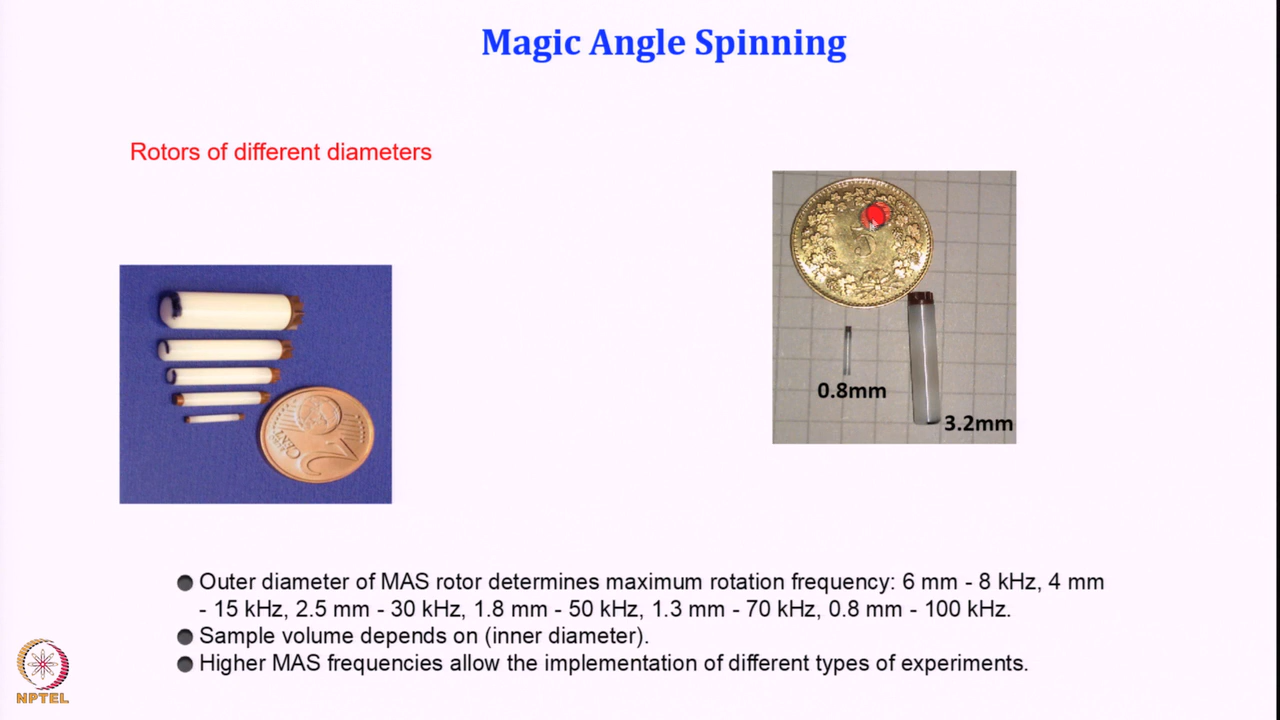 Magic Angle Spinning
Rotors of different diameters
2
CENT
5
0.8mm
3.2mm
Outer diameter of MAS rotor determines maximum rotation frequency: 6 mm - 8 kHz, 4 mm
- 15 kHz, 2.5 mm - 30 kHz, 1.8 mm - 50 kHz, 1.3 mm - 70 kHz, 0.8 mm - 100 kHz.
Sample volume depends on (inner diameter).
Higher MAS frequencies allow the implementation of different types of experiments.
NPTEL